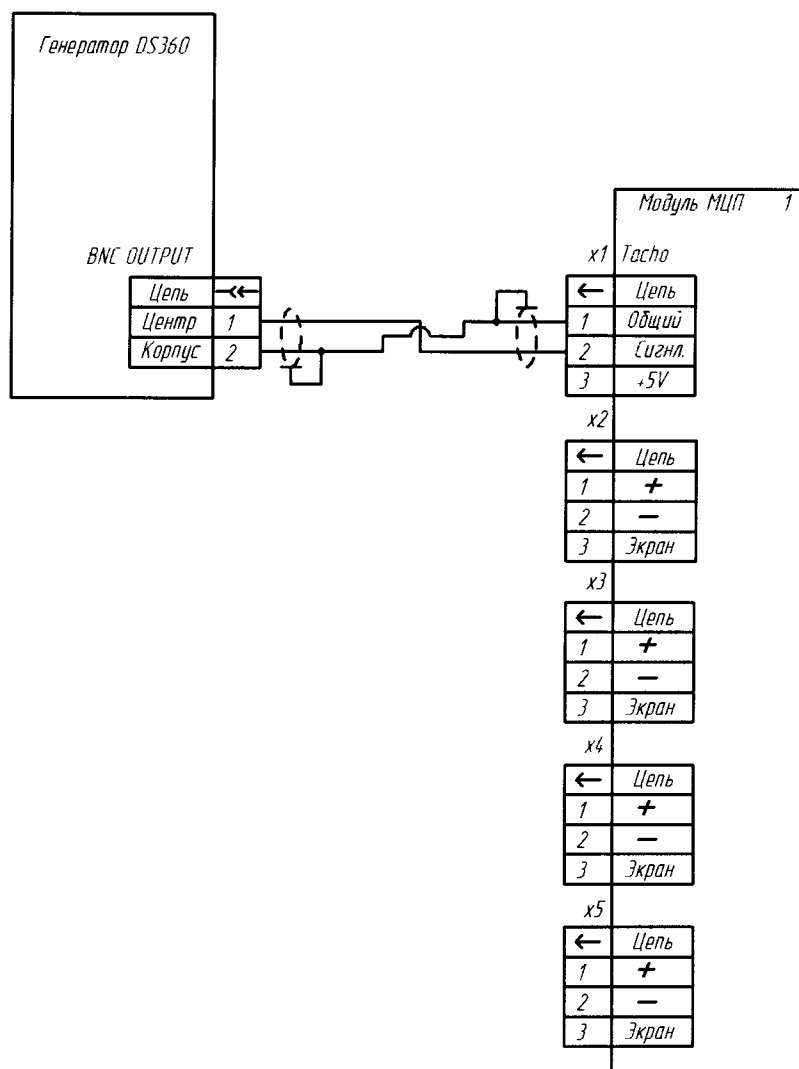 Генератор DS360
Модуль МЦП 1
BNC OUTPUT
Цепь
Центр 1
Корпус 2
x1 Tacho
Цепь
1 Общий
2 Сигнл.
3 +5V
x2
Цепь
1 +
2 −
3 Экран
x3
Цепь
1 +
2 −
3 Экран
x4
Цепь
1 +
2 −
3 Экран
x5
Цепь
1 +
2 −
3 Экран